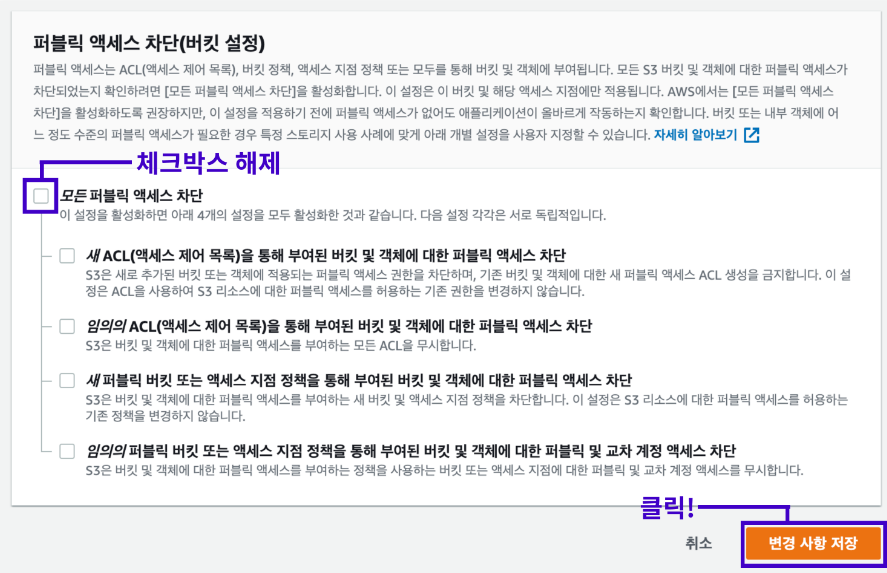 퍼블릭 액세스 차단(버킷 설정)
퍼블릭 액세스는 ACL(액세스 제어 목록), 버킷 정책, 액세스 지점 정책 또는 모두를 통해 버킷 및 객체에 부여됩니다. 모든 S3 버킷 및 객체에 대한 퍼블릭 액세스가
차단되었는지 확인하려면 [모든 퍼블릭 액세스 차단]을 활성화합니다. 이 설정은 이 버킷 및 해당 액세스 지점에만 적용됩니다. AWS에서는 [모든 퍼블릭 액세스
차단]을 활성화하도록 권장하지만, 이 설정을 적용하기 전에 퍼블릭 액세스가 없어도 애플리케이션이 올바르게 작동하는지 확인합니다. 버킷 또는 내부 객체에 어
느 정도 수준의 퍼블릭 액세스가 필요한 경우 특정 스토리지 사용 사례에 맞게 아래 개별 설정을 사용자 지정할 수 있습니다. 자세히 알아보기
체크박스 해제
모든 퍼블릭 액세스 차단
이 설정을 활성화하면 아래 4개의 설정을 모두 활성화한 것과 같습니다. 다음 설정 각각은 서로 독립적입니다.
새 ACL(액세스 제어 목록)을 통해 부여된 버킷 및 객체에 대한 퍼블릭 액세스 차단
S3은 새로 추가된 버킷 또는 객체에 적용되는 퍼블릭 액세스 권한을 차단하며, 기존 버킷 및 객체에 대한 새 퍼블릭 액세스 ACL 생성을 금지합니다. 이 설
정은 ACL을 사용하여 S3 리소스에 대한 퍼블릭 액세스를 허용하는 기존 권한을 변경하지 않습니다.
임의의 ACL(액세스 제어 목록)을 통해 부여된 버킷 및 객체에 대한 퍼블릭 액세스 차단
S3은 버킷 및 객체에 대한 퍼블릭 액세스를 부여하는 모든 ACL을 무시합니다.
새 퍼블릭 버킷 또는 액세스 지점 정책을 통해 부여된 버킷 및 객체에 대한 퍼블릭 액세스 차단
S3은 버킷 및 객체에 대한 퍼블릭 액세스를 부여하는 새 버킷 및 액세스 지점 정책을 차단합니다. 이 설정은 S3 리소스에 대한 퍼블릭 액세스를 허용하는
기존 정책을 변경하지 않습니다.
임의의 퍼블릭 버킷 또는 액세스 지점 정책을 통해 부여된 버킷 및 객체에 대한 퍼블릭 및 교차 계정 액세스 차단
S3은 버킷 및 객체에 대한 퍼블릭 액세스를 부여하는 정책을 사용하는 버킷 또는 액세스 지점에 대한 퍼블릭 및 교차 계정 액세스를 무시합니다.
클릭!
취소
변경 사항 저장